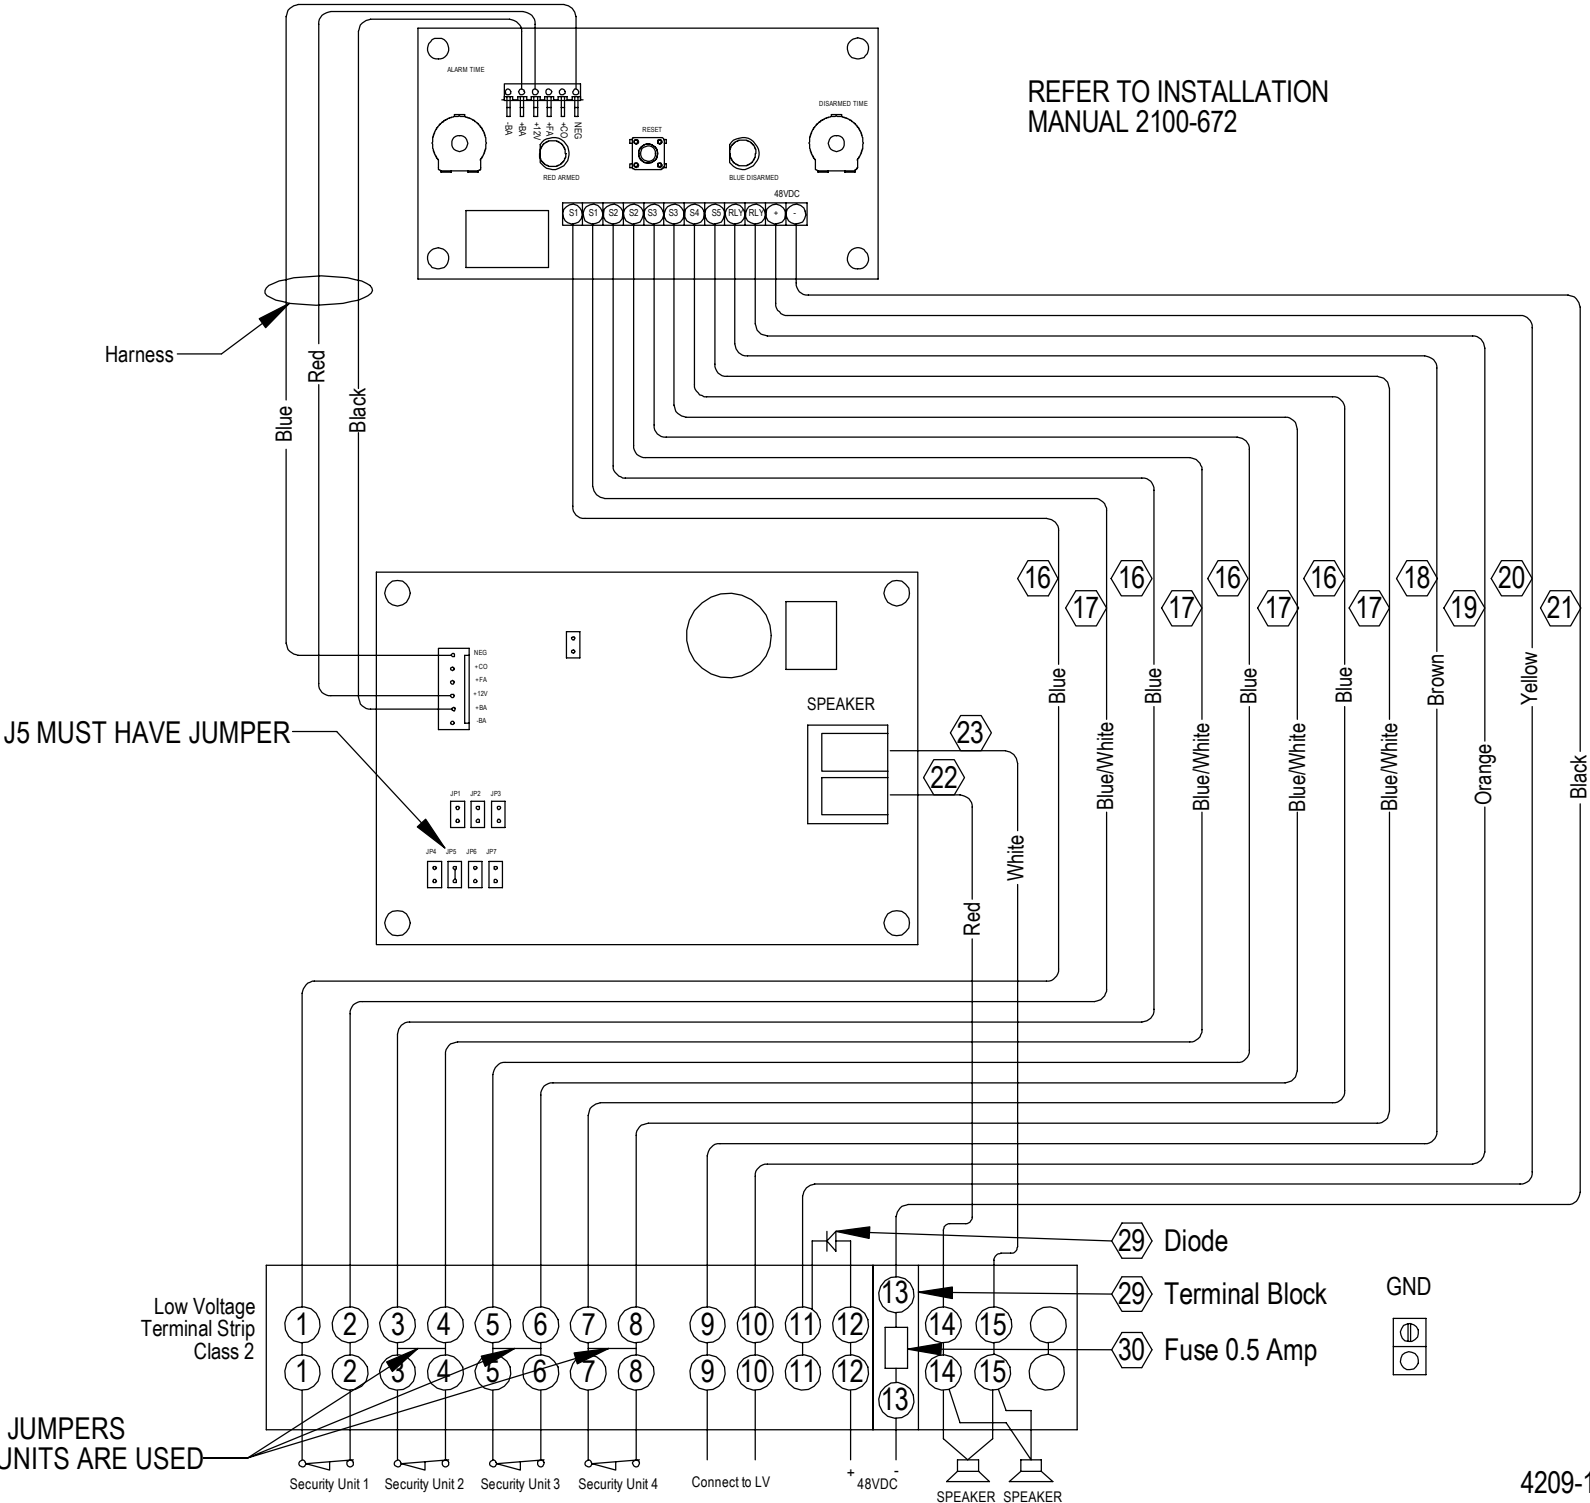 REFER TO INSTALLATION
MANUAL 2100-672
ALARM TIME
DISARMED TIME
-BA
+BA
+12V
+FA
+CO
NEG
RESET
RED ARMED
BLUE DISARMED
48VDC
S1 S1 S2 S2 S3 S3 S4 S5 RLY RLY + -
Harness
Blue
Red
Black
16 17 16 17 16 17 16 17 18 19 20 21
NEG
+CO
+FA
+12V
+BA
-BA
SPEAKER
23
22
J5 MUST HAVE JUMPER
JP1 JP2 JP3
JP4 JP5 JP6 JP7
Blue
Blue/White
Blue
Blue/White
Blue
Blue/White
Blue
Blue/White
Brown
Orange
Yellow
Black
White
Red
29 Diode
29 Terminal Block
30 Fuse 0.5 Amp
GND
Low Voltage
Terminal Strip
Class 2
1 2 3 4 5 6 7 8 9 10 11 12 13 14 15
1 2 3 4 5 6 7 8 9 10 11 12 13 14 15
JUMPERS
UNITS ARE USED
Security Unit 1
Security Unit 2
Security Unit 3
Security Unit 4
Connect to LV
+ 48VDC -
SPEAKER SPEAKER
4209-1